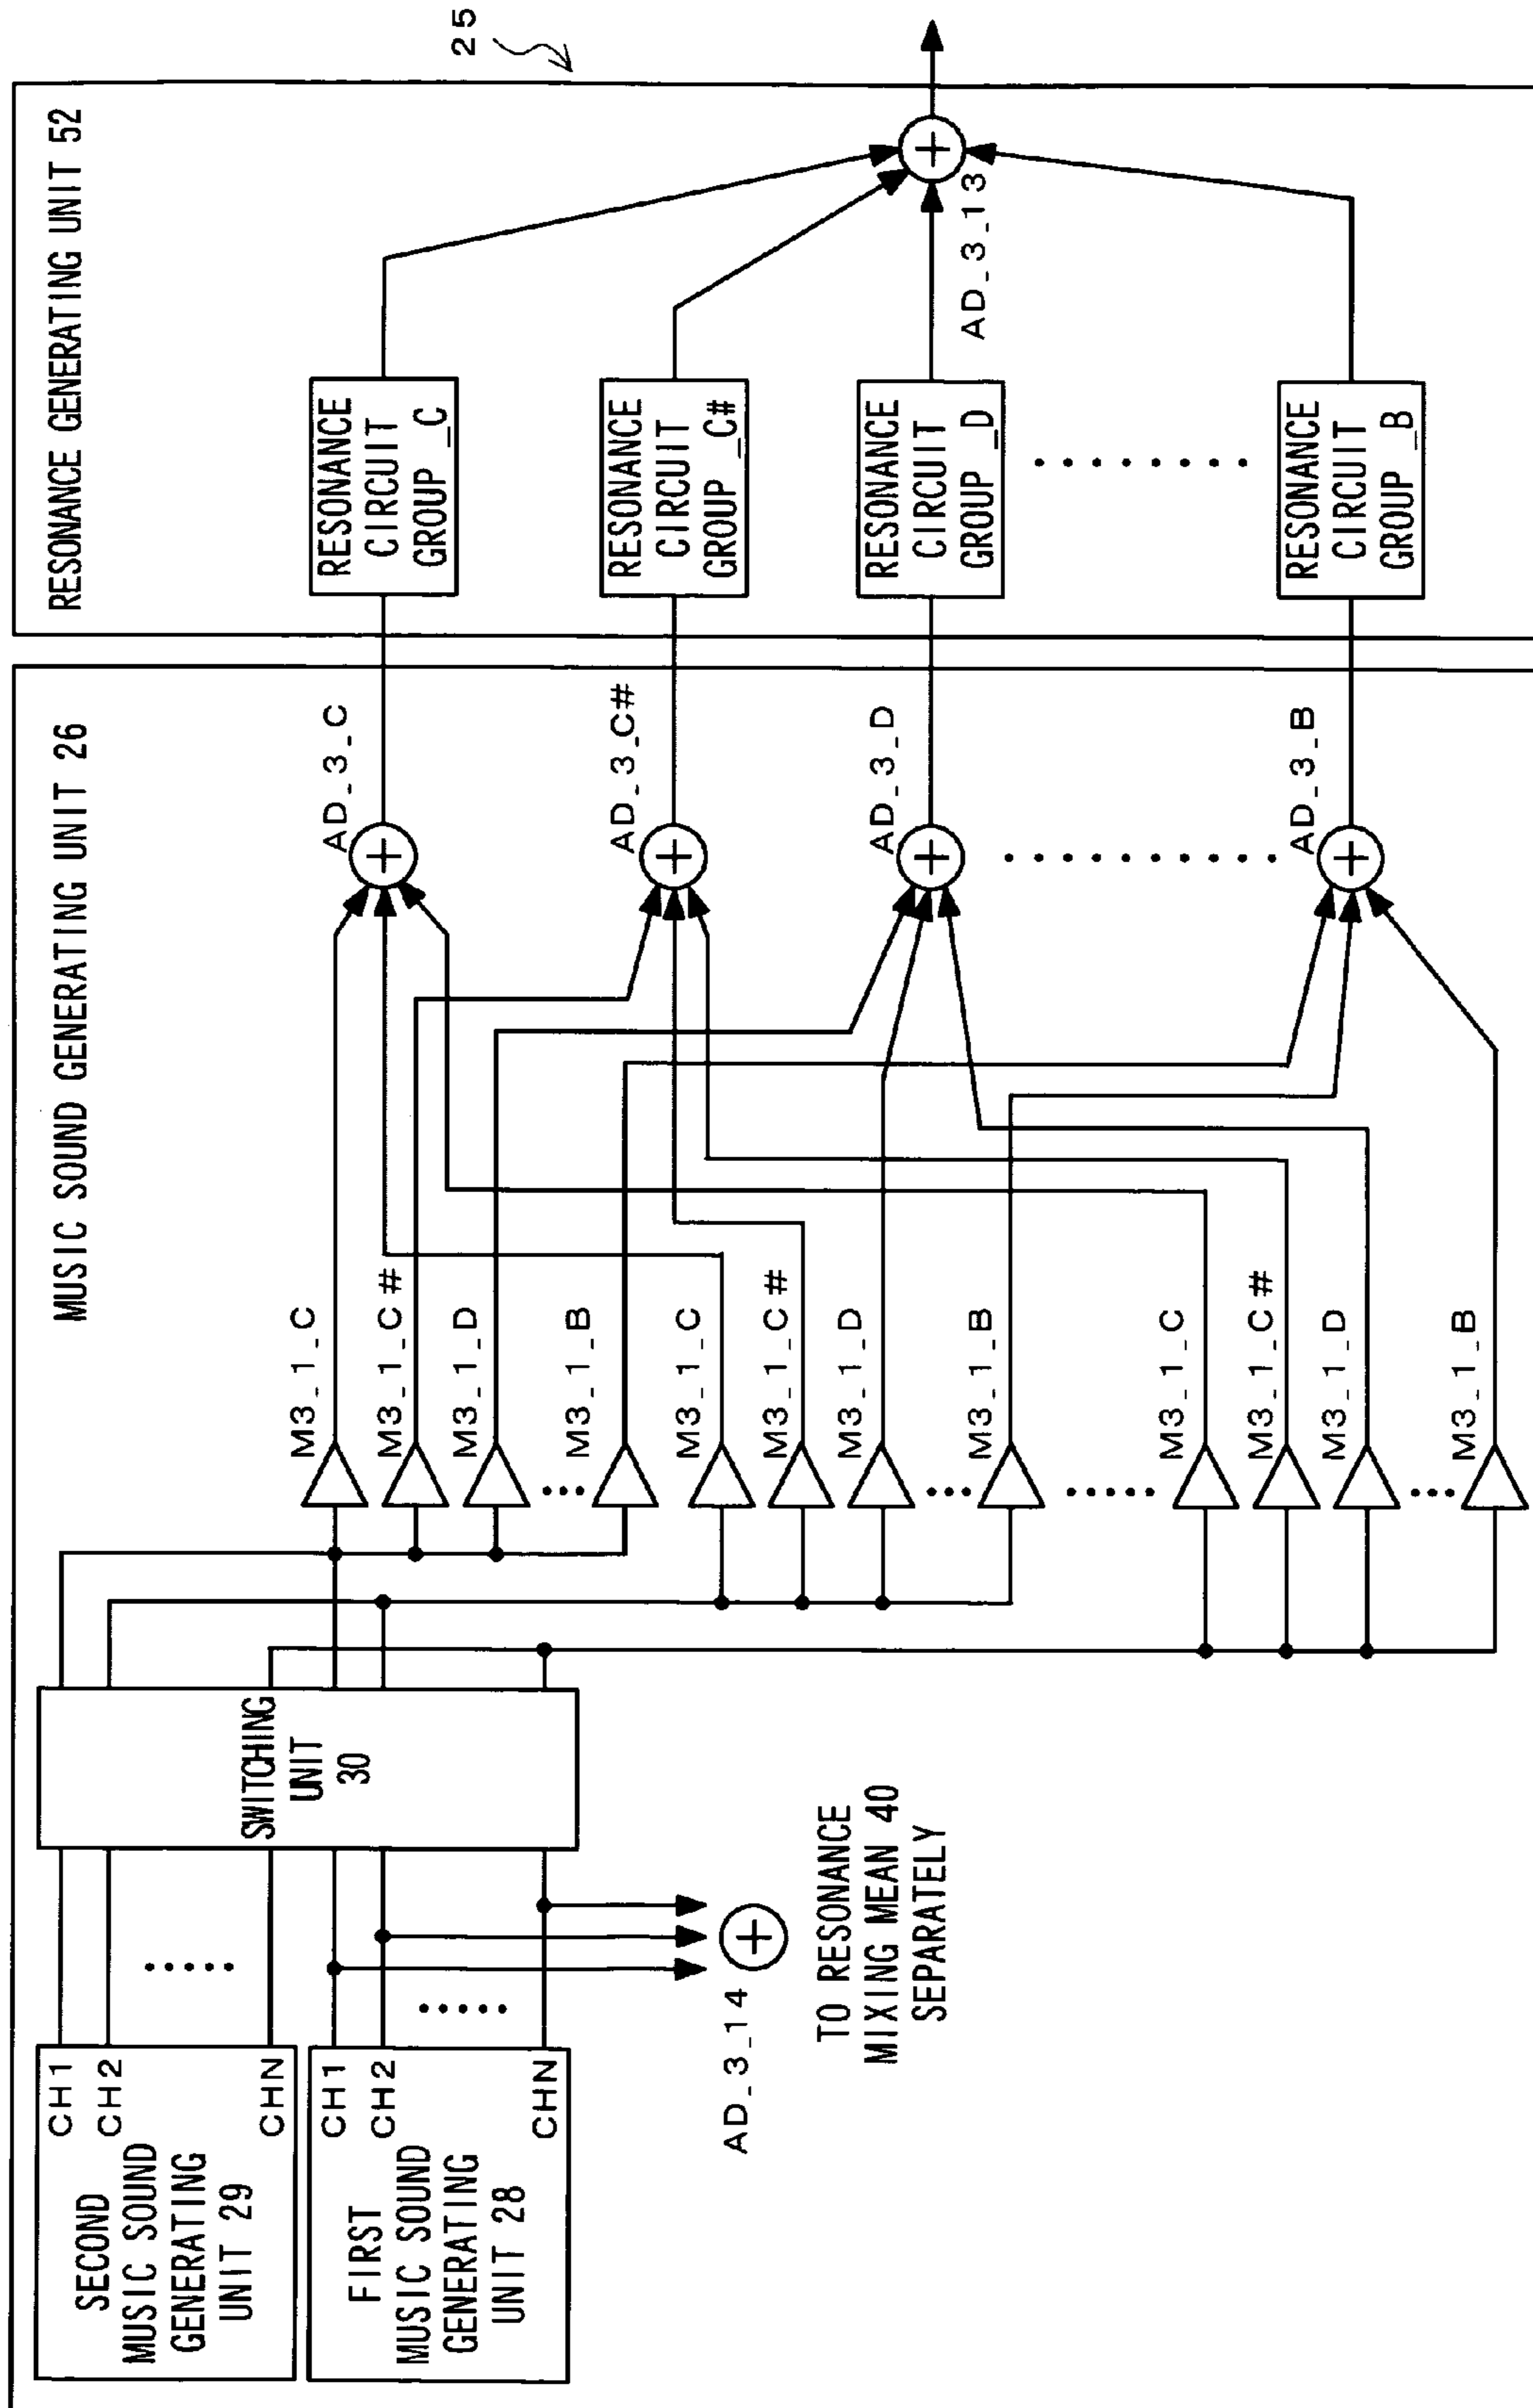 MUSIC SOUND GENERATING UNIT 26
RESONANCE GENERATING UNIT 52
25
SECOND
MUSIC SOUND
GENERATING
UNIT 29
CH1
CH2
CHN
FIRST
MUSIC SOUND
GENERATING
UNIT 28
CH1
CH2
CHN
SWITCHING
UNIT
30
AD_3_14
TO RESONANCE
MIXING MEAN 40
SEPARATELY
M3_1_C
M3_1_C#
M3_1_D
M3_1_B
M3_1_C
M3_1_C#
M3_1_D
M3_1_B
M3_1_C
M3_1_C#
M3_1_D
M3_1_B
AD_3_C
AD_3_C#
AD_3_D
AD_3_B
RESONANCE
CIRCUIT
GROUP _C
RESONANCE
CIRCUIT
GROUP _C#
RESONANCE
CIRCUIT
GROUP _D
RESONANCE
CIRCUIT
GROUP _B
AD_3_13